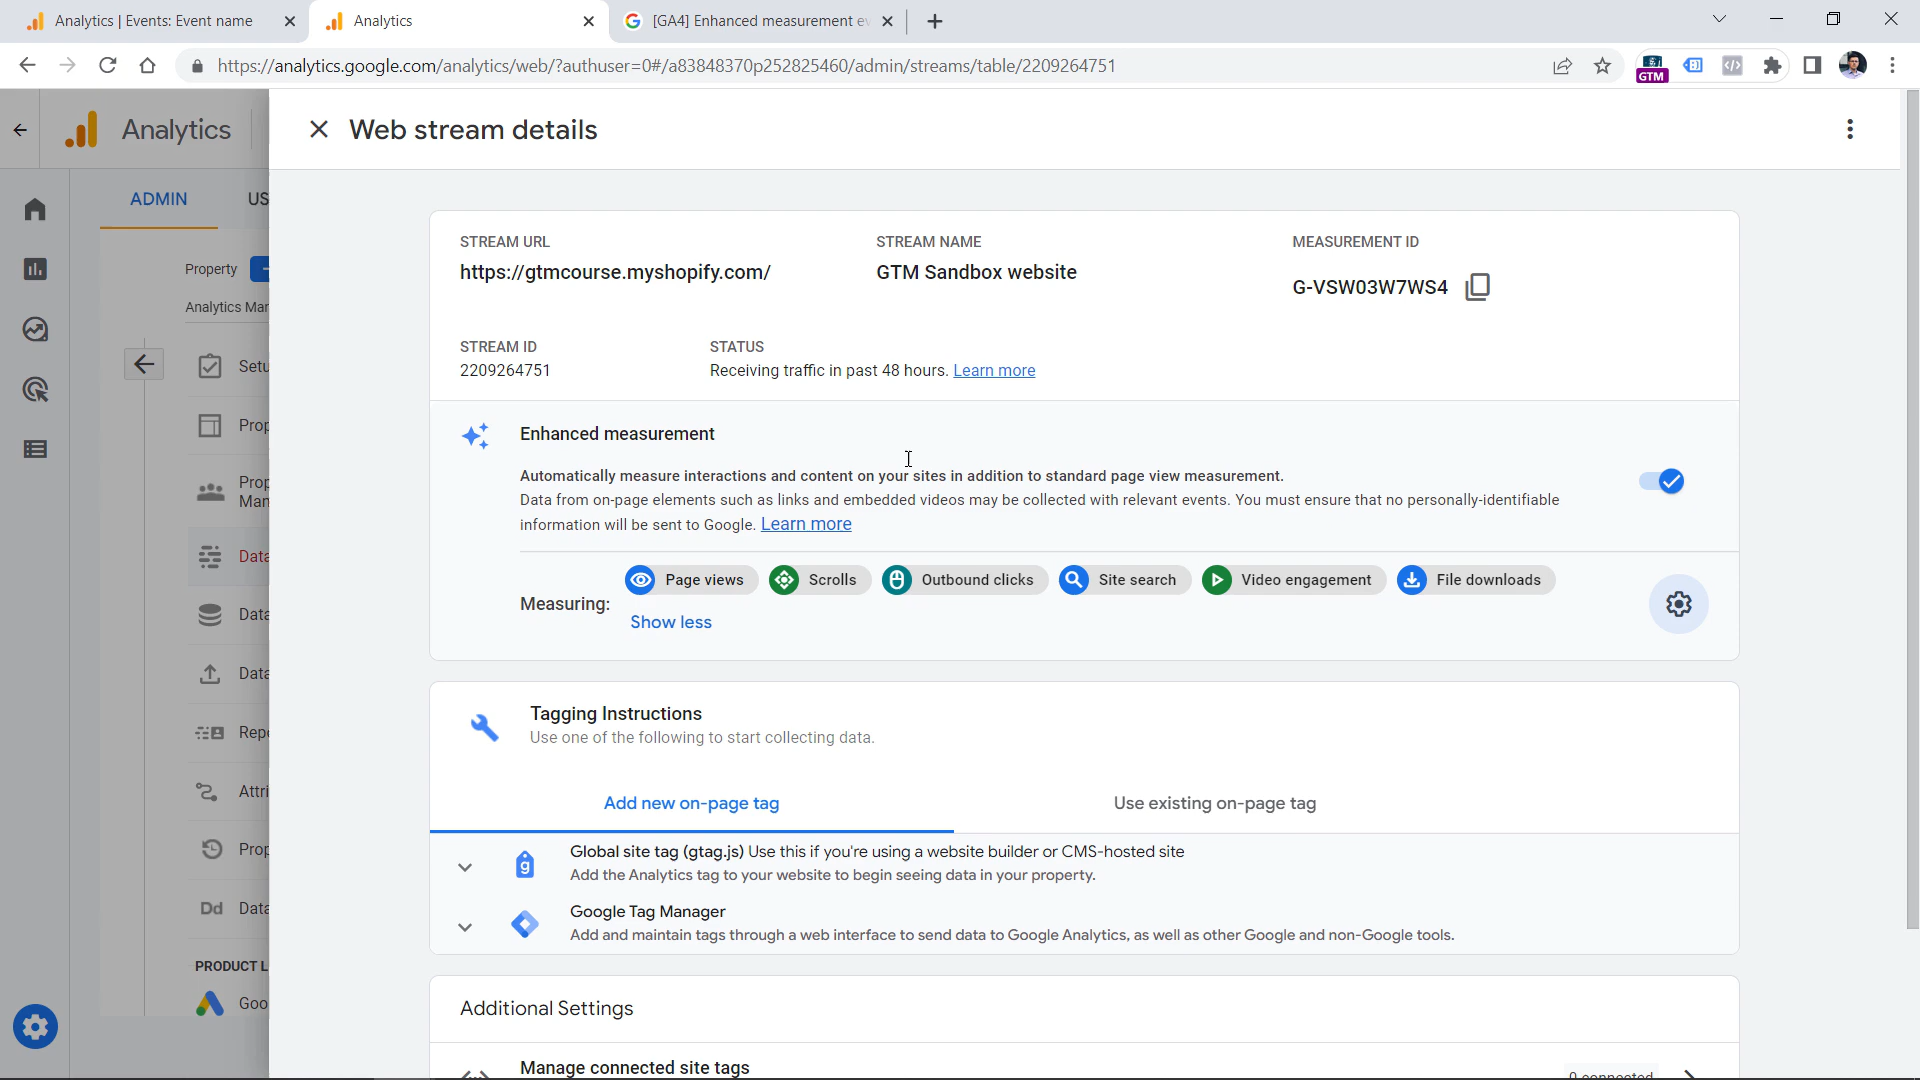 Analytics | Events: Event name
Analytics
[GA4] Enhanced measurement ev
https://analytics.google.com/analytics/web/?authuser=0#/a83848370p252825460/admin/streams/table/2209264751
GTM
Analytics
Web stream details
ADMIN
US
Property
Analytics Mar
Setu
Prop
Prop
Man
Data
Data
Data
Repo
Attri
Prop
Dd Data
PRODUCT L
Goo
STREAM URL
https://gtmcourse.myshopify.com/
STREAM NAME
GTM Sandbox website
MEASUREMENT ID
G-VSW03W7WS4
STREAM ID
2209264751
STATUS
Receiving traffic in past 48 hours. Learn more
Enhanced measurement
Automatically measure interactions and content on your sites in addition to standard page view measurement.
Data from on-page elements such as links and embedded videos may be collected with relevant events. You must ensure that no personally-identifiable
information will be sent to Google. Learn more
Measuring:
Page views Scrolls Outbound clicks Site search Video engagement File downloads
Show less
Tagging Instructions
Use one of the following to start collecting data.
Add new on-page tag
Use existing on-page tag
g
Global site tag (gtag.js) Use this if you're using a website builder or CMS-hosted site
Add the Analytics tag to your website to begin seeing data in your property.
Google Tag Manager
Add and maintain tags through a web interface to send data to Google Analytics, as well as other Google and non-Google tools.
Additional Settings
Manage connected site tags
0 connected